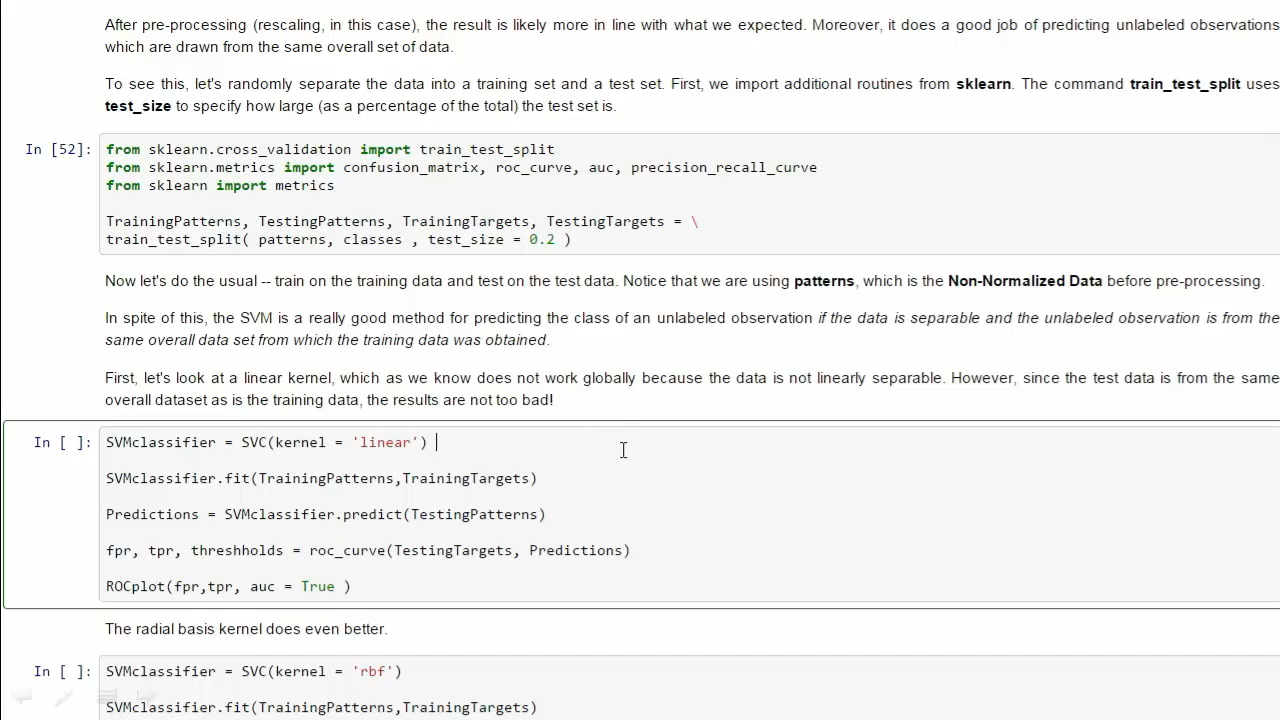 After pre-processing (rescaling, in this case), the result is likely more in line with what we expected. Moreover, it does a good job of predicting unlabeled observations
which are drawn from the same overall set of data.
To see this, let's randomly separate the data into a training set and a test set. First, we import additional routines from sklearn. The command train_test_split uses
test_size to specify how large (as a percentage of the total) the test set is.
In [52]: from sklearn.cross_validation import train_test_split
from sklearn.metrics import confusion_matrix, roc_curve, auc, precision_recall_curve
from sklearn import metrics
TrainingPatterns, TestingPatterns, TrainingTargets, TestingTargets = \
train_test_split( patterns, classes , test_size = 0.2 )
Now let's do the usual -- train on the training data and test on the test data. Notice that we are using patterns, which is the Non-Normalized Data before pre-processing.
In spite of this, the SVM is a really good method for predicting the class of an unlabeled observation if the data is separable and the unlabeled observation is from the
same overall data set from which the training data was obtained.
First, let's look at a linear kernel, which as we know does not work globally because the data is not linearly separable. However, since the test data is from the same
overall dataset as is the training data, the results are not too bad!
In [ ]: SVMclassifier = SVC(kernel = 'linear')
SVMclassifier.fit(TrainingPatterns,TrainingTargets)
Predictions = SVMclassifier.predict(TestingPatterns)
fpr, tpr, threshholds = roc_curve(TestingTargets, Predictions)
ROCplot(fpr,tpr, auc = True )
The radial basis kernel does even better.
In [ ]: SVMclassifier = SVC(kernel = 'rbf')
SVMclassifier.fit(TrainingPatterns,TrainingTargets)